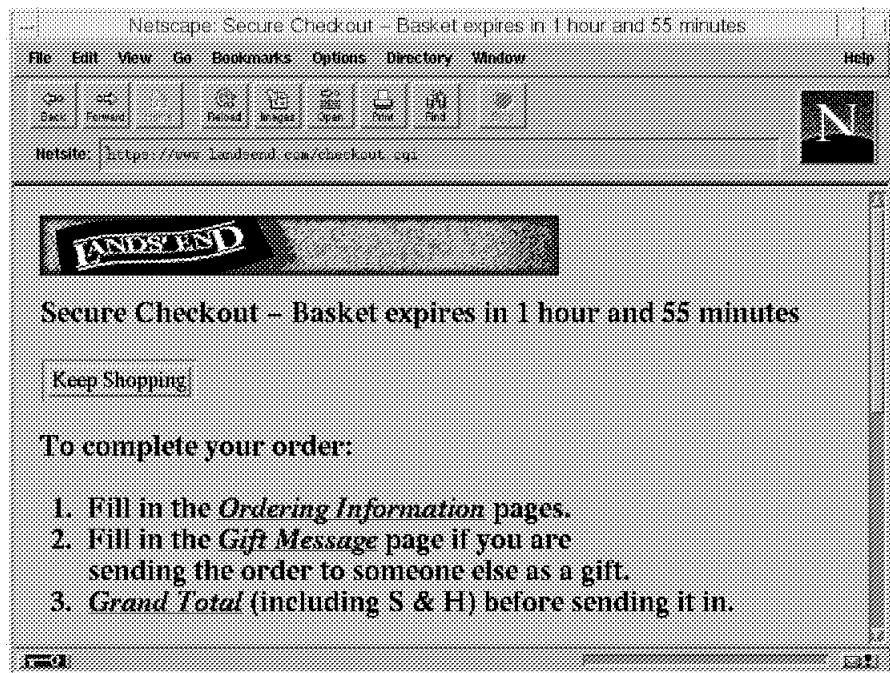 Netscape: Secure Checkout – Basket expires in 1 hour and 55 minutes
File Edit View Go Bookmarks Options Directory Window Help
Back Forward Reload Images Open Print Find
Netsite: https://www.landsend.com/checkout.cgi
N
LANDS' END
Secure Checkout – Basket expires in 1 hour and 55 minutes
Keep Shopping
To complete your order:
1. Fill in the Ordering Information pages.
2. Fill in the Gift Message page if you are
sending the order to someone else as a gift.
3. Grand Total (including S & H) before sending it in.